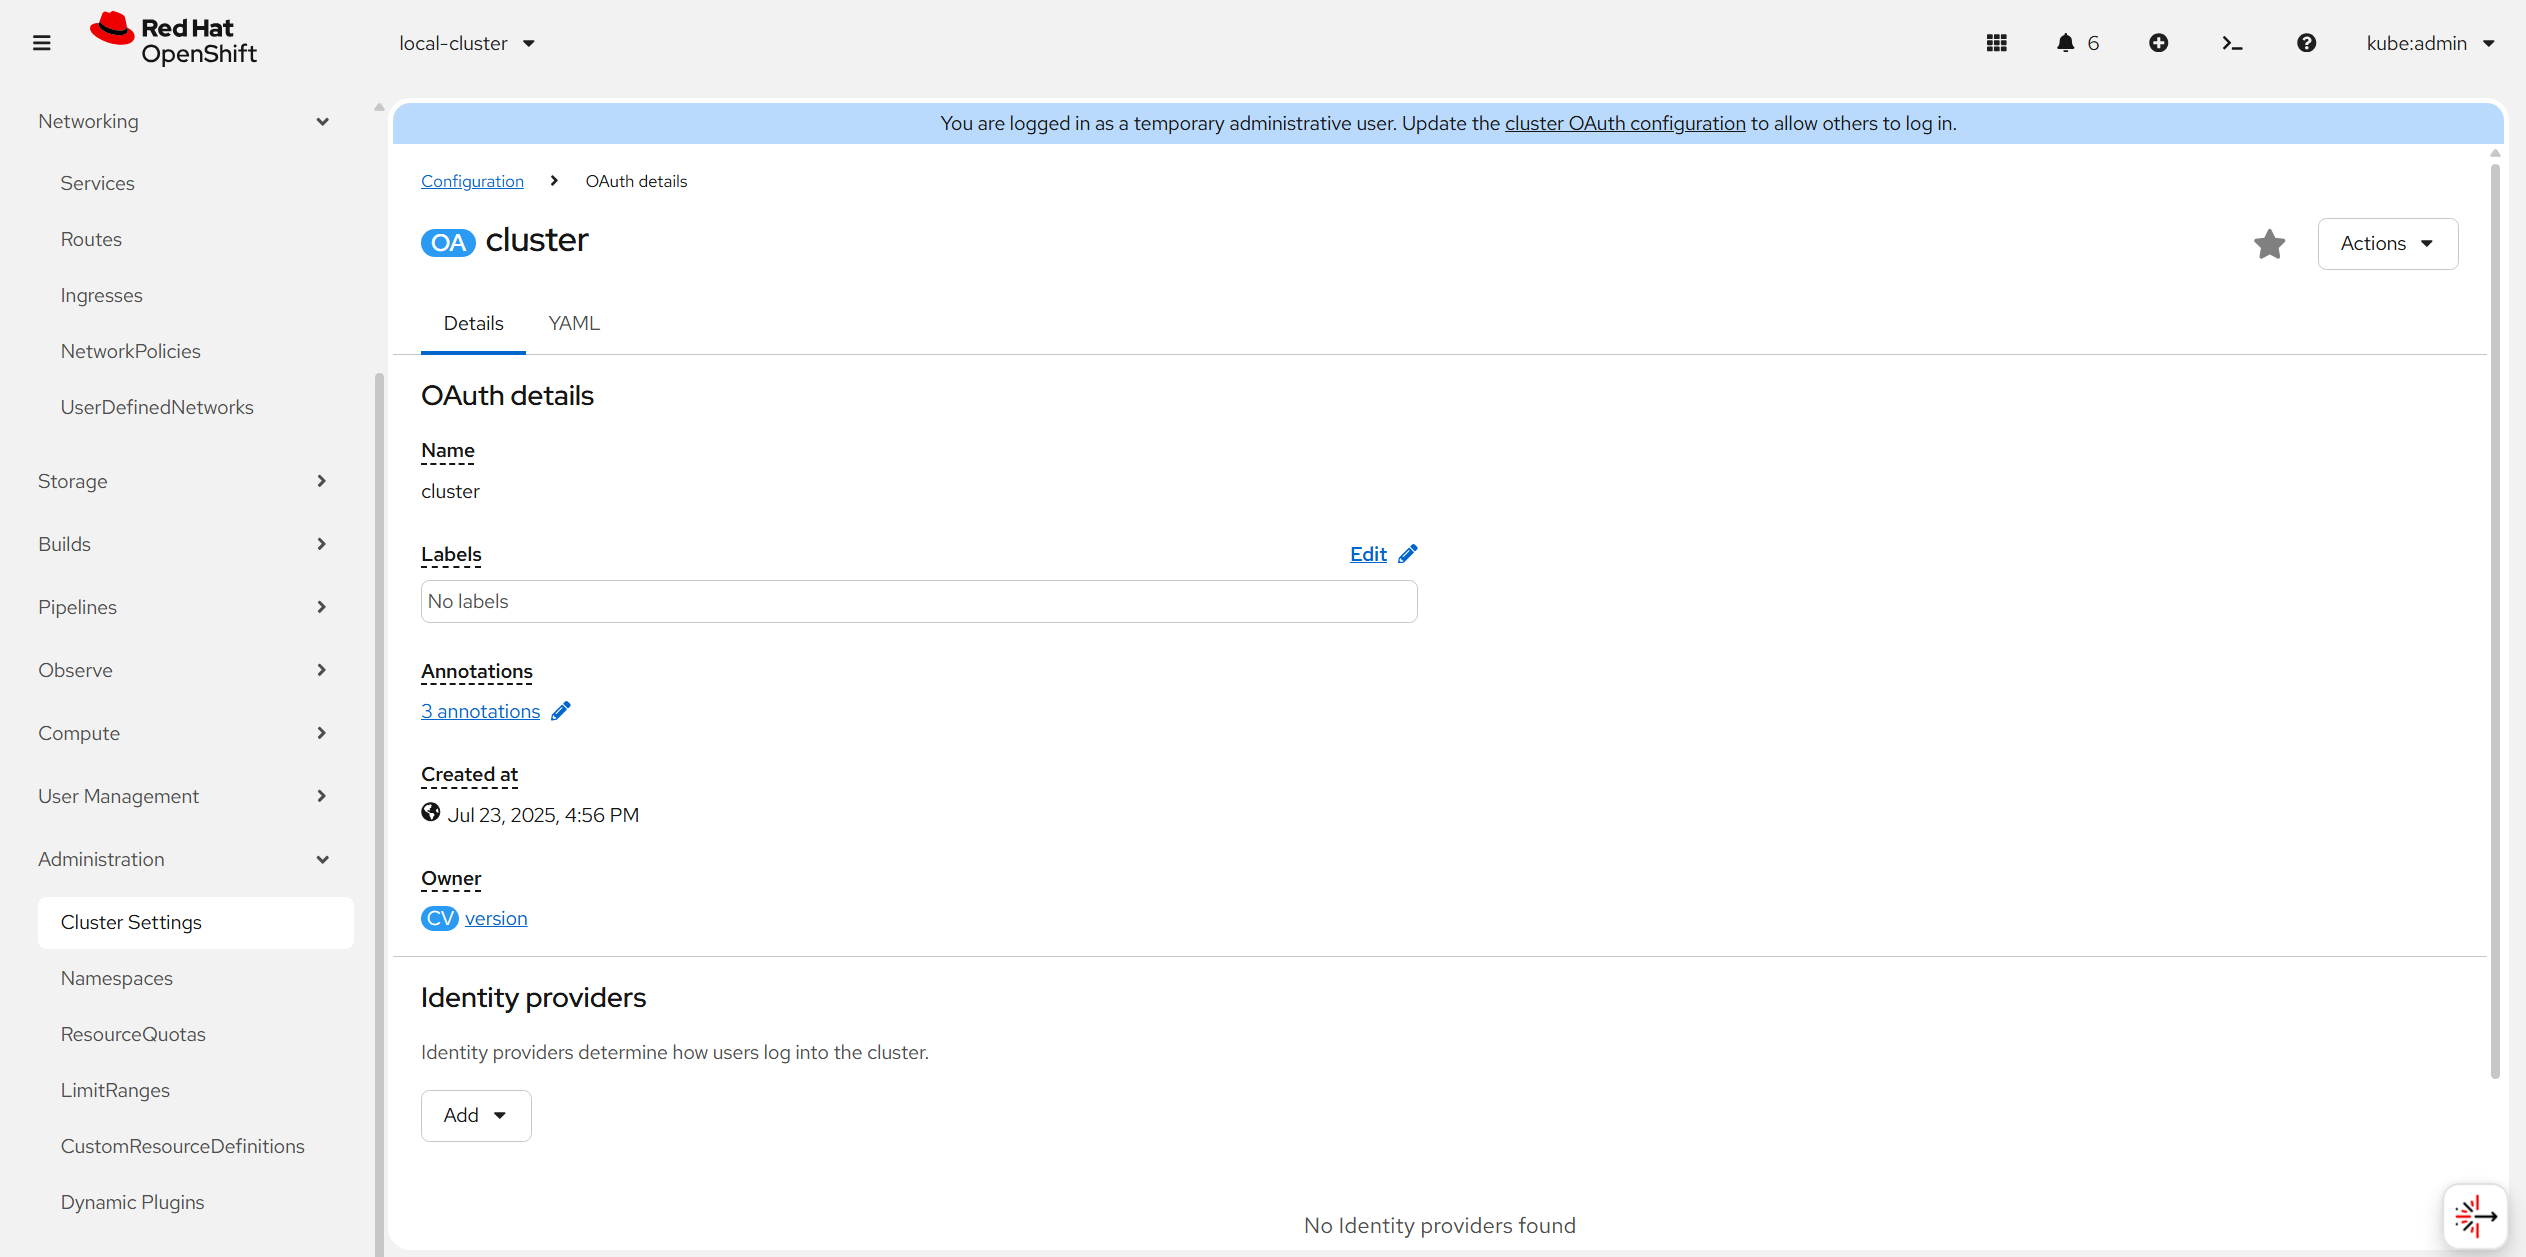 Red Hat
OpenShift
local-cluster
6
kube:admin
Networking
Services
Routes
Ingresses
NetworkPolicies
UserDefinedNetworks
Storage
Builds
Pipelines
Observe
Compute
User Management
Administration
Cluster Settings
Namespaces
ResourceQuotas
LimitRanges
CustomResourceDefinitions
Dynamic Plugins
You are logged in as a temporary administrative user. Update the cluster OAuth configuration to allow others to log in.
Configuration OAuth details
OA cluster
Actions
Details YAML
OAuth details
Name
cluster
Labels
Edit
No labels
Annotations
3 annotations
Created at
Jul 23, 2025, 4:56 PM
Owner
CV version
Identity providers
Identity providers determine how users log into the cluster.
Add
No Identity providers found